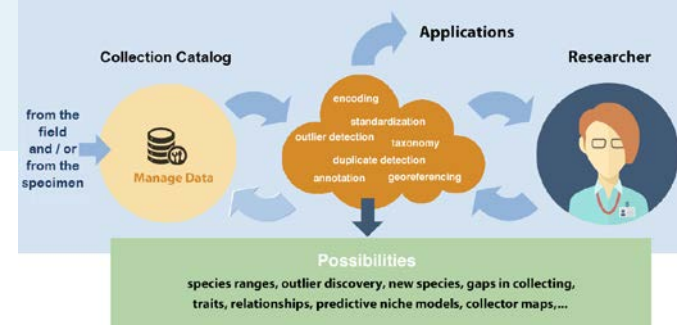 Applications
Collection Catalog
Researcher
from the
field
and / or
from the
specimen
Manage Data
encoding
standardization
outlier detection
taxonomy
duplicate detection
annotation
georeferencing
Possibilities
species ranges, outlier discovery, new species, gaps in collecting,
traits, relationships, predictive niche models, collector maps,...